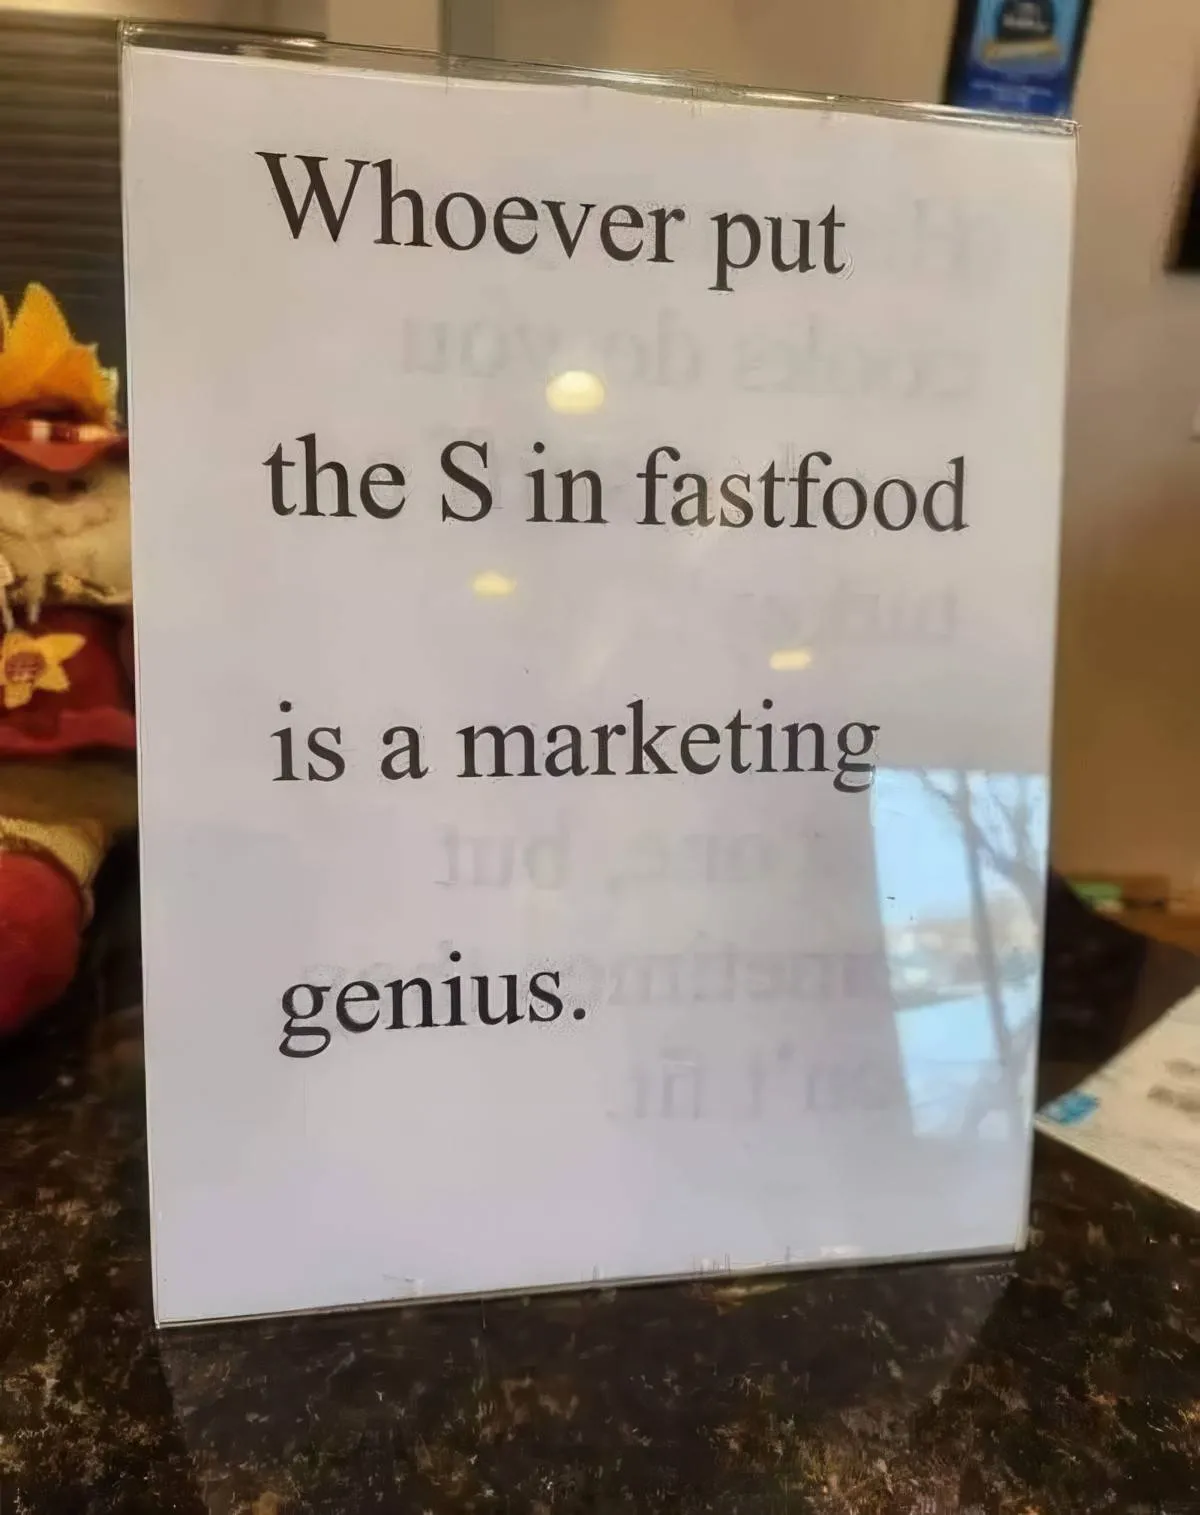 Whoever put
the S in fastfood
is a marketing
genius.